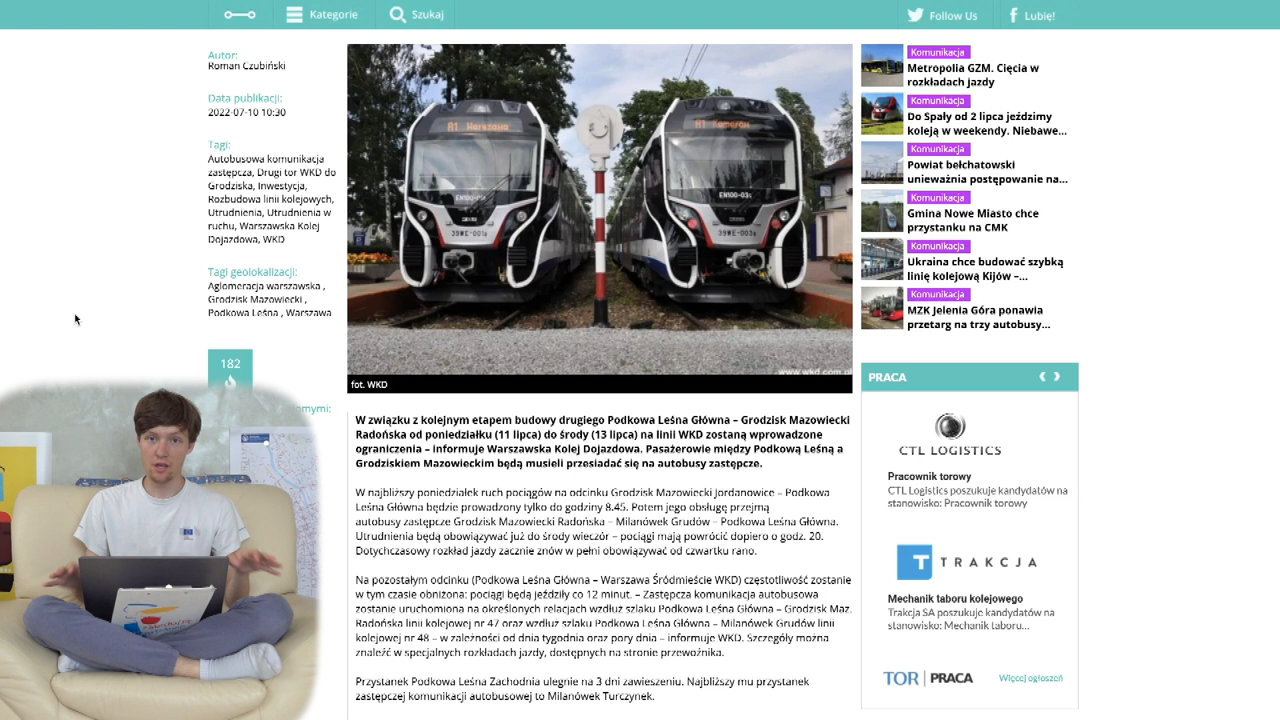 Kategorie
Szukaj
Follow Us
Lubię!
Autor:
Roman Czubiński
Data publikacji:
2022-07-10 10:30
Tagi:
Autobusowa komunikacja
zastępcza, Drugi tor WKD do
Grodziska, Inwestycja,
Rozbudowa linii kolejowych,
Utrudnienia, Utrudnienia w
ruchu, Warszawska Kolej
Dojazdowa, WKD
Tagi geolokalizacji:
Aglomeracja warszawska ,
Grodzisk Mazowiecki ,
Podkowa Leśna , Warszawa
182
R1 Warszawa
R1 Komorów
EN100-03s
39WE-001a
39WE-003a
www.wkd.com.pl
fot. WKD
W związku z kolejnym etapem budowy drugiego Podkowa Leśna Główna – Grodzisk Mazowiecki
Radońska od poniedziałku (11 lipca) do środy (13 lipca) na linii WKD zostaną wprowadzone
ograniczenia – informuje Warszawska Kolej Dojazdowa. Pasażerowie między Podkową Leśną a
Grodziskiem Mazowieckim będą musieli przesiadać się na autobusy zastępcze.
W najbliższy poniedziałek ruch pociągów na odcinku Grodzisk Mazowiecki Jordanowice – Podkowa
Leśna Główna będzie prowadzony tylko do godziny 8.45. Potem jego obsługę przejmą
autobusy zastępcze Grodzisk Mazowiecki Radońska – Milanówek Grudów – Podkowa Leśna Główna.
Utrudnienia będą obowiązywać już do środy wieczór – pociągi mają powrócić dopiero o godz. 20.
Dotychczasowy rozkład jazdy zacznie znów w pełni obowiązywać od czwartku rano.
Na pozostałym odcinku (Podkowa Leśna Główna – Warszawa Śródmieście WKD) częstotliwość zostanie
w tym czasie obniżona: pociągi będą jeździły co 12 minut. – Zastępcza komunikacja autobusowa
zostanie uruchomiona na określonych relacjach wzdłuż szlaku Podkowa Leśna Główna – Grodzisk Maz.
Radońska linii kolejowej nr 47 oraz wzdłuż szlaku Podkowa Leśna Główna – Milanówek Grudów linii
kolejowej nr 48 – w zależności od dnia tygodnia oraz pory dnia – informuje WKD. Szczegóły można
znaleźć w specjalnych rozkładach jazdy, dostępnych na stronie przewoźnika.
Przystanek Podkowa Leśna Zachodnia ulegnie na 3 dni zawieszeniu. Najbliższy mu przystanek
zastępczej komunikacji autobusowej to Milanówek Turczynek.
Komunikacja
Metropolia GZM. Cięcia w
rozkładach jazdy
Komunikacja
Do Spały od 2 lipca jeździmy
koleją w weekendy. Niebawe...
Komunikacja
Powiat bełchatowski
unieważnia postępowanie na...
Komunikacja
Gmina Nowe Miasto chce
przystanku na CMK
Komunikacja
Ukraina chce budować szybką
linię kolejową Kijów –...
Komunikacja
MZK Jelenia Góra ponawia
przetarg na trzy autobusy...
PRACA
CTL LOGISTICS
Pracownik torowy
CTL Logistics poszukuje kandydatów na
stanowisko: Pracownik torowy
T TRAKCJA
Mechanik taboru kolejowego
Trakcja SA poszukuje kandydatów na
stanowisko: Mechanik taboru...
TOR PRACA
Więcej ogłoszeń